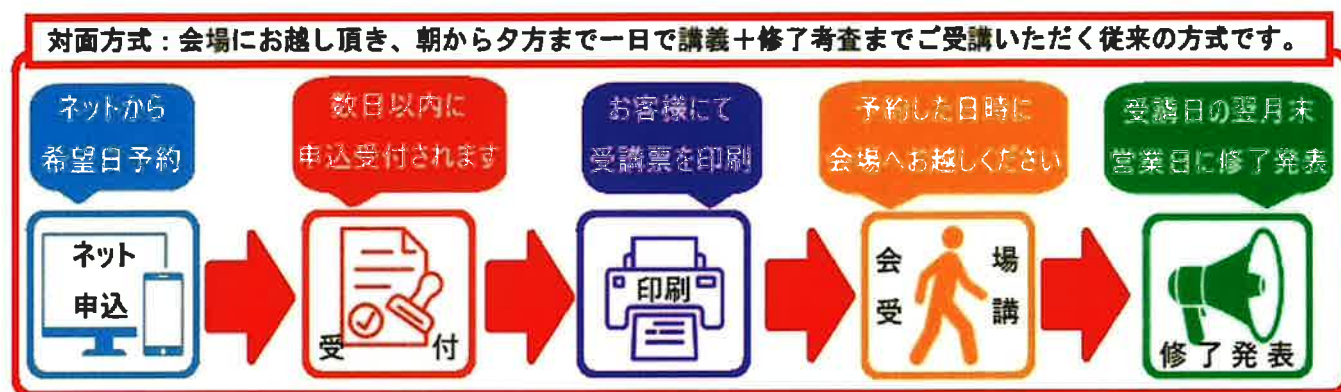 対面方式：会場にお越し頂き、朝から夕方まで一日で講義＋修了考査までご受講いただく従来の方式です。
ネットから
希望日予約
数日以内に
申込受付されます
お客様にて
受講票を印刷
予約した日時に
会場へお越しください
受講日の翌月末
営業日に修了発表
ネット
申込
受付
印刷
会場
受講
修了発表